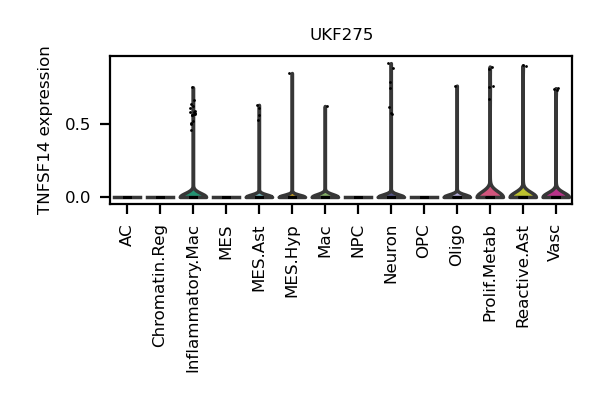 UKF275
TNFSF14 expression
0.5
0.0
AC
Chromatin.Reg
Inflammatory.Mac
MES
MES.Ast
MES.Hyp
Mac
NPC
Neuron
OPC
Oligo
Prolif.Metab
Reactive.Ast
Vasc